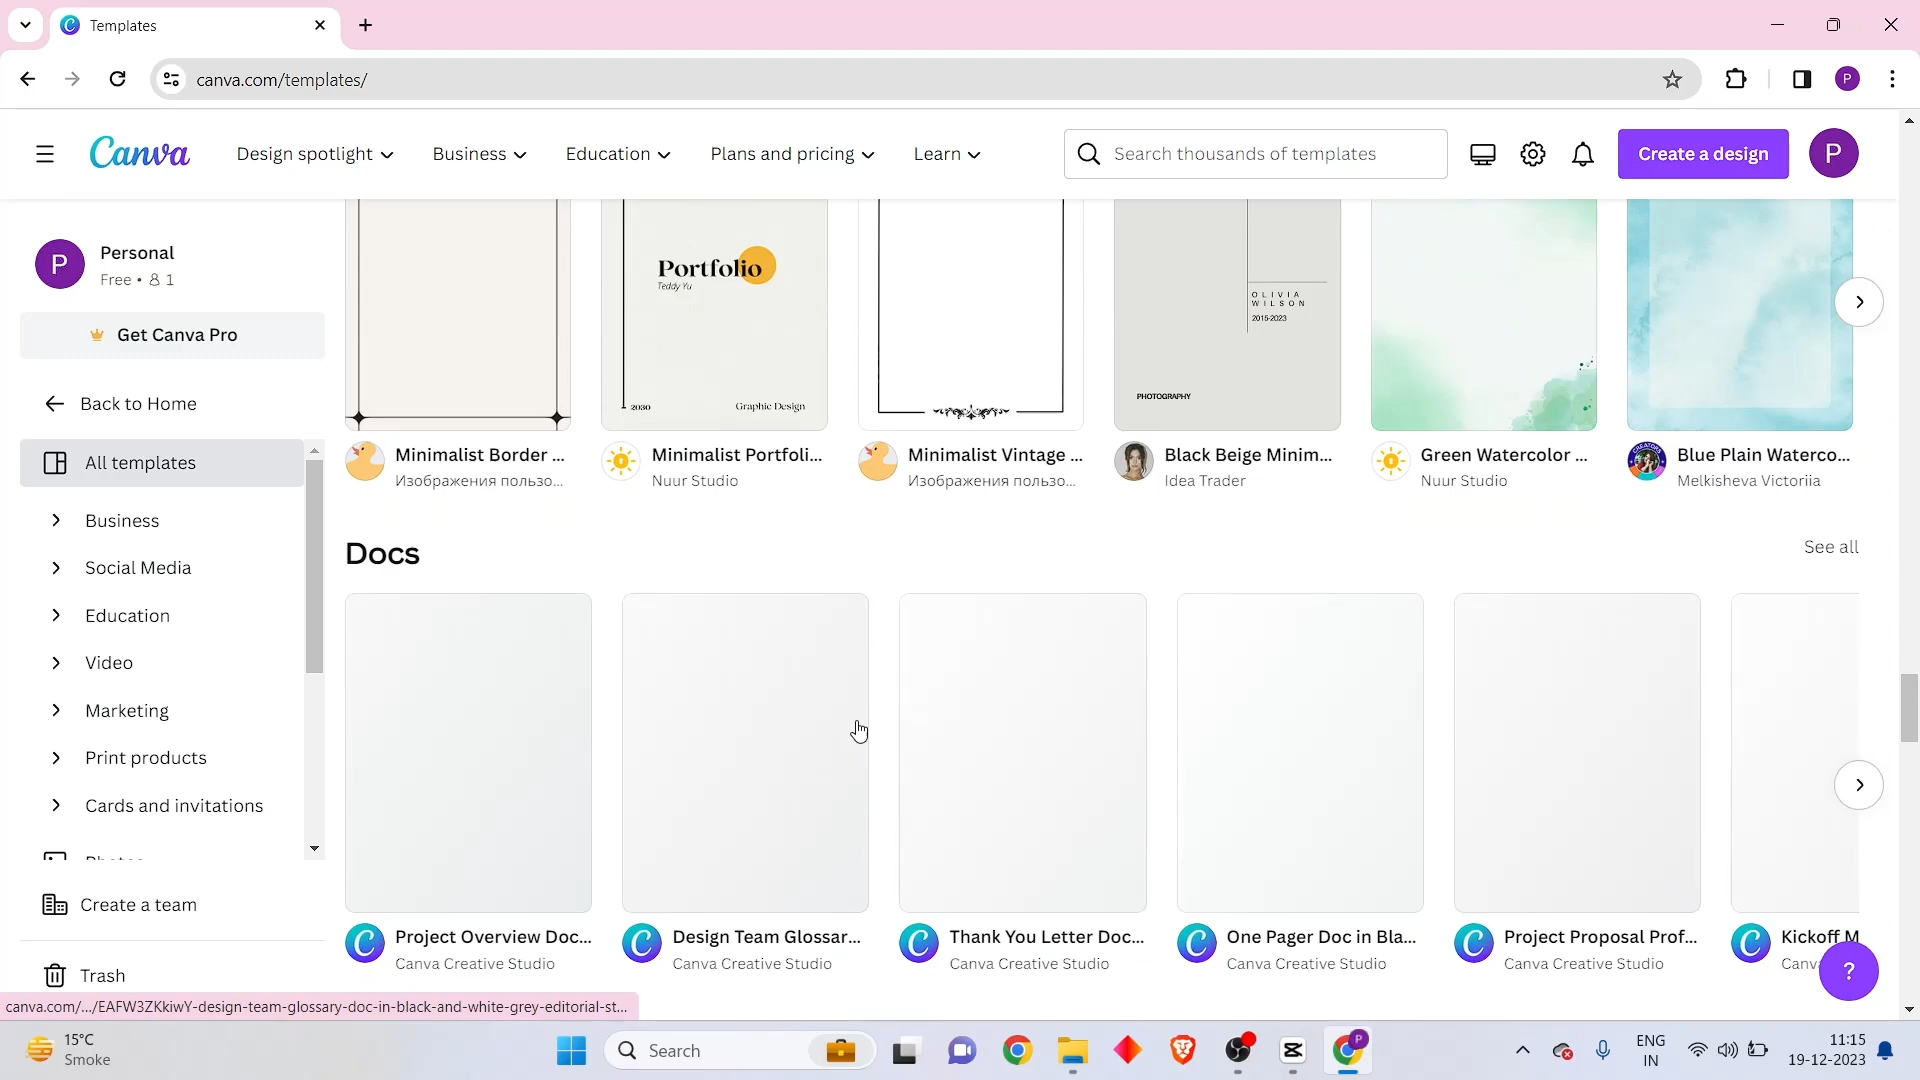 Templates
canva.com/templates/
Canva
Design spotlight
Business
Education
Plans and pricing
Learn
Search thousands of templates
Create a design
P
P
Personal
Free • 1
Get Canva Pro
Back to Home
All templates
Business
Social Media
Education
Video
Marketing
Print products
Cards and invitations
Create a team
Trash
Portfolio
Teddy Yu
2030
Graphic Design
OLIVIA
WILSON
2015-2023
PHOTOGRAPHY
Minimalist Border ...
Изображения пользо...
Minimalist Portfoli...
Nuur Studio
Minimalist Vintage ...
Изображения пользо...
Black Beige Minim...
Idea Trader
Green Watercolor ...
Nuur Studio
Blue Plain Waterco...
Melkisheva Victoriia
Docs
See all
Project Overview Doc...
Canva Creative Studio
Design Team Glossar...
Canva Creative Studio
Thank You Letter Doc...
Canva Creative Studio
One Pager Doc in Bla...
Canva Creative Studio
Project Proposal Prof...
Canva Creative Studio
Kickoff M
Canv
?
canva.com/.../EAFW3ZKkiwY-design-team-glossary-doc-in-black-and-white-grey-editorial-st...
15°C
Smoke
Search
ENG
IN
11:15
19-12-2023